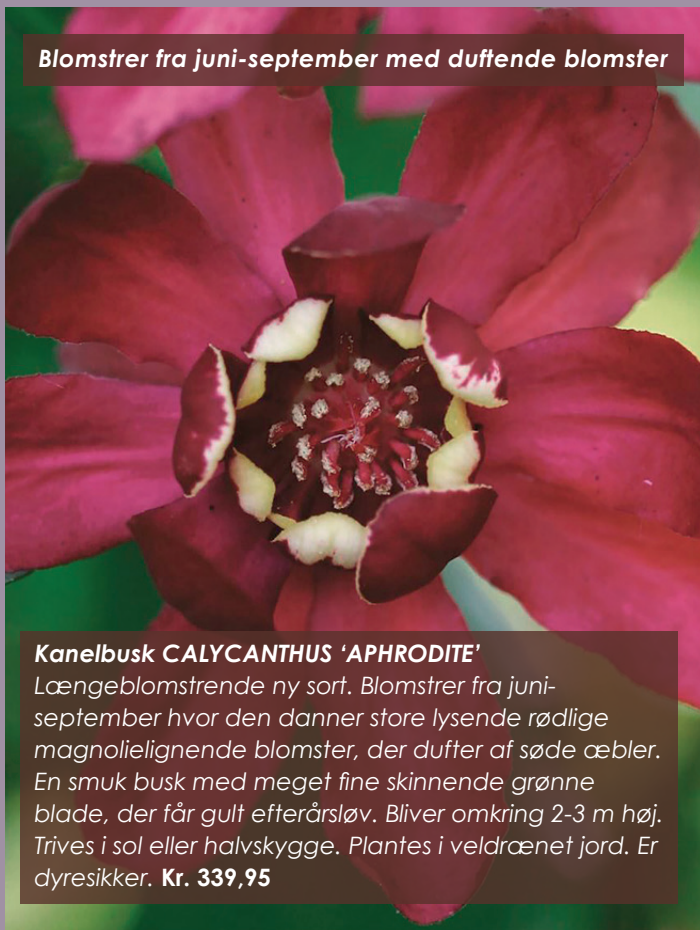 Blomstrer fra juni-september med duftende blomster
Kanelbusk CALYCANTHUS ‘APHRODITE’
Længeblomstrende ny sort. Blomstrer fra juni-
september hvor den danner store lysende rødlige
magnolielignende blomster, der dufter af søde æbler.
En smuk busk med meget fine skinnende grønne
blade, der får gult efterårsløv. Bliver omkring 2-3 m høj.
Trives i sol eller halvskygge. Plantes i veldrænet jord. Er
dyresikker. Kr. 339,95